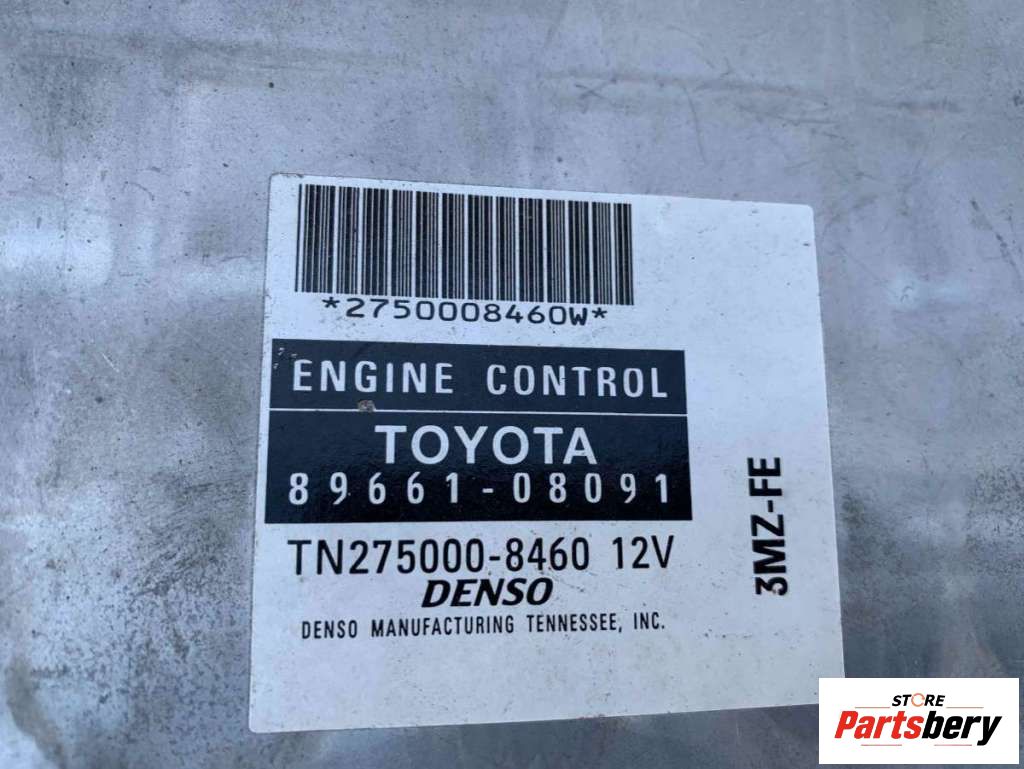 *2750008460W*
ENGINE CONTROL
TOYOTA
89661-08091
TN275000-8460 12V
DENSO
DENSO MANUFACTURING TENNESSEE, INC.
3MZ-FE
STORE
Partsbery